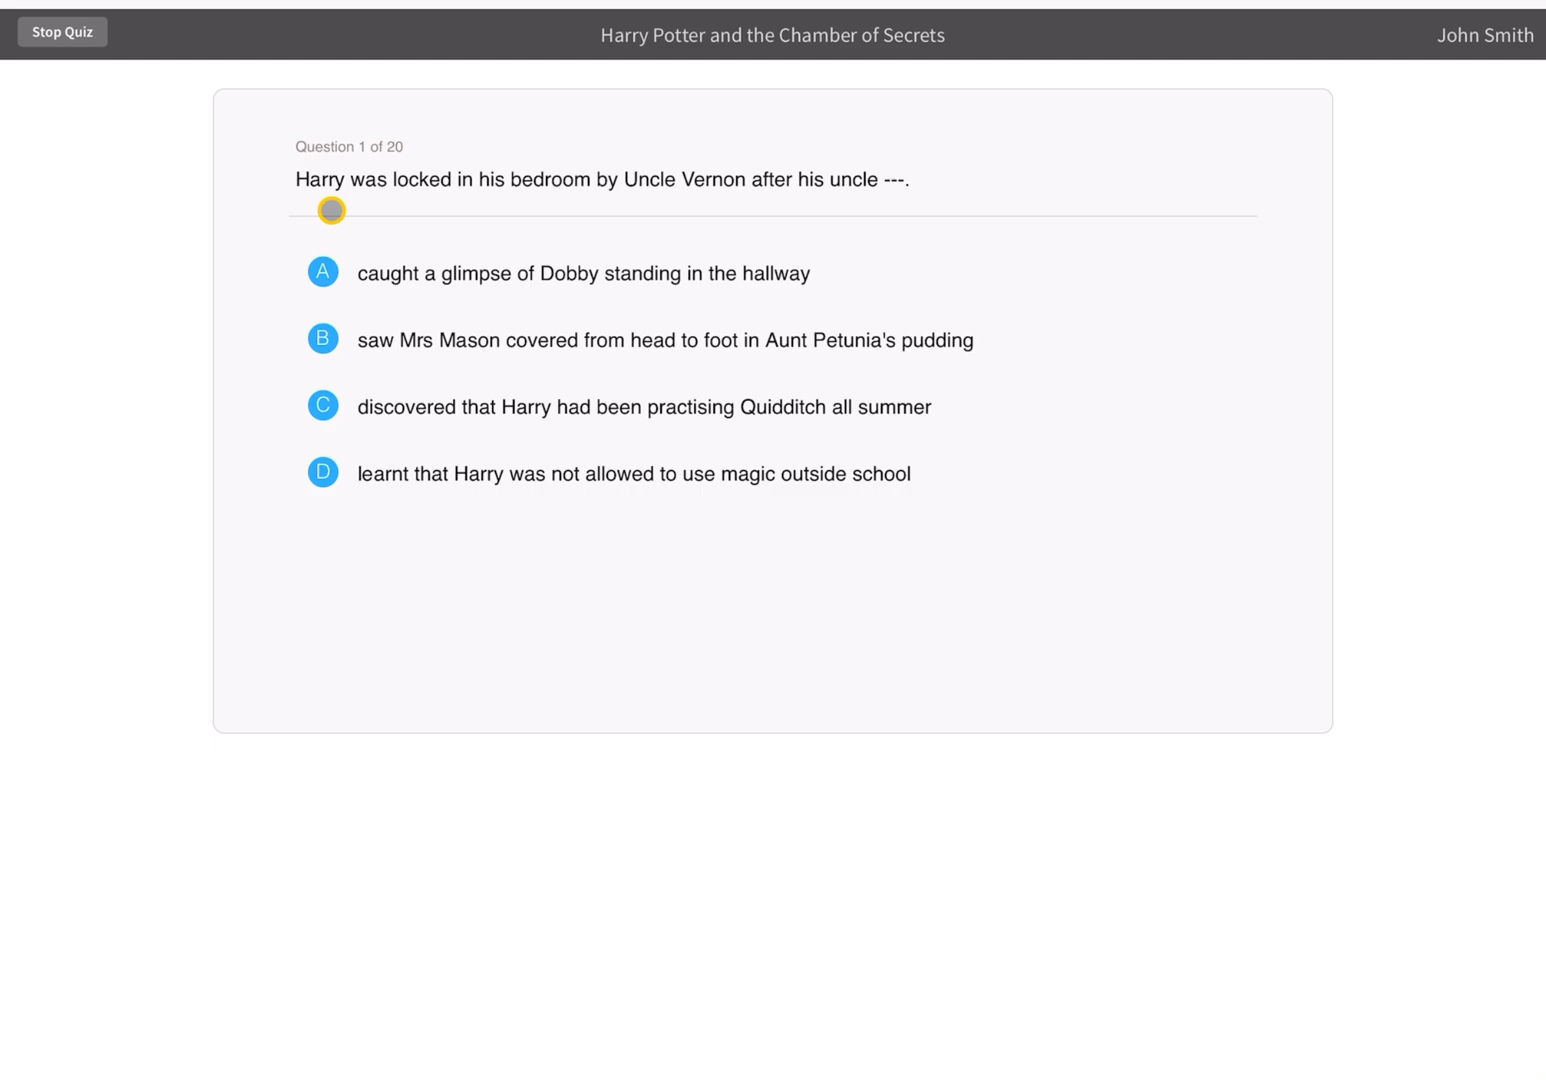 Stop Quiz
Harry Potter and the Chamber of Secrets
John Smith
Question 1 of 20
Harry was locked in his bedroom by Uncle Vernon after his uncle ---.
A caught a glimpse of Dobby standing in the hallway
B saw Mrs Mason covered from head to foot in Aunt Petunia's pudding
C discovered that Harry had been practising Quidditch all summer
D learnt that Harry was not allowed to use magic outside school